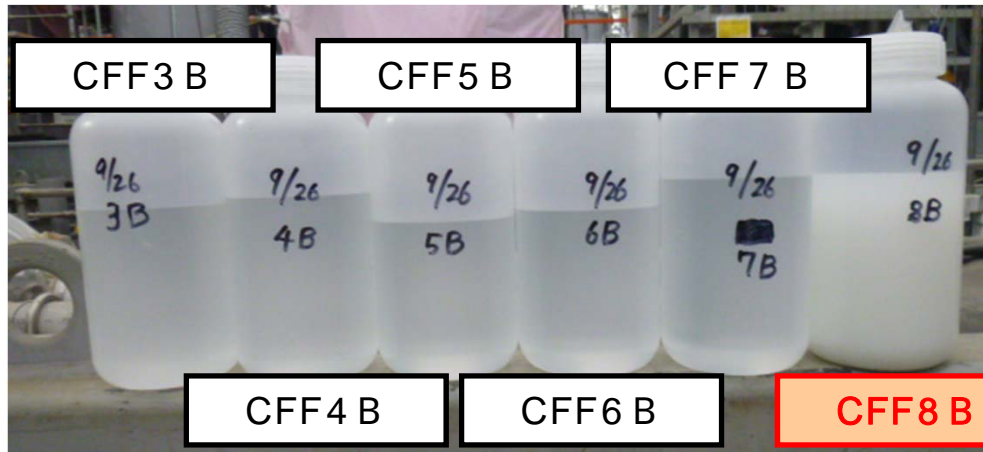 CFF3 B
CFF5 B
CFF 7 B
9/26
3B
9/26
4B
9/26
5B
9/26
6B
9/26
7B
9/26
8B
CFF4 B
CFF6 B
CFF8 B